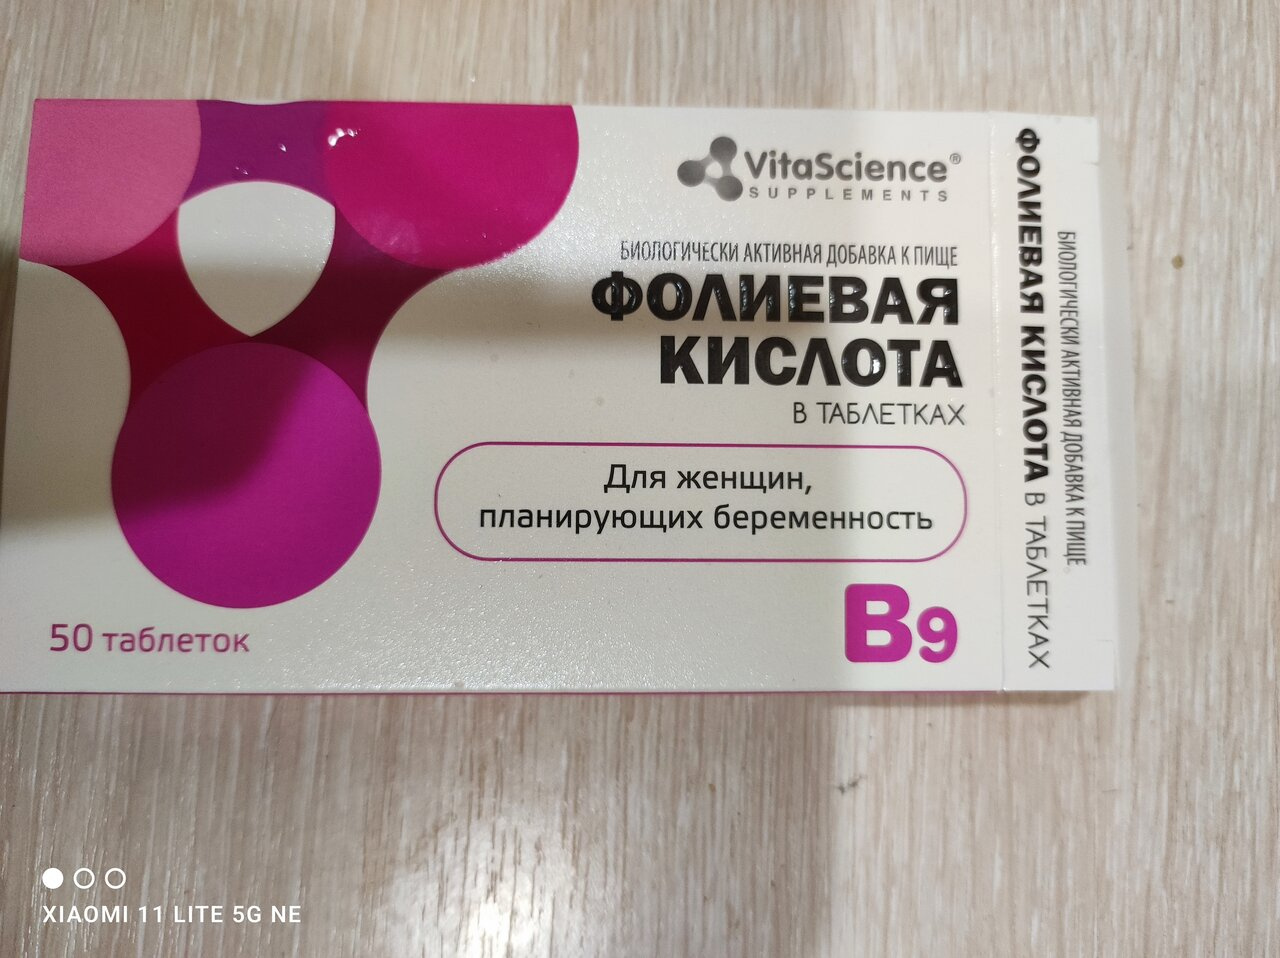 VitaScience®
SUPPLEMENTS
БИОЛОГИЧЕСКИ АКТИВНАЯ ДОБАВКА К ПИЩЕ
ФОЛИЕВАЯ
КИСЛОТА
В ТАБЛЕТКАХ
Для женщин,
планирующих беременность
B9
50 таблеток
БИОЛОГИЧЕСКИ АКТИВНАЯ ДОБАВКА К ПИЩЕ
ФОЛИЕВАЯ КИСЛОТА В ТАБЛЕТКАХ
XIAOMI 11 LITE 5G NE